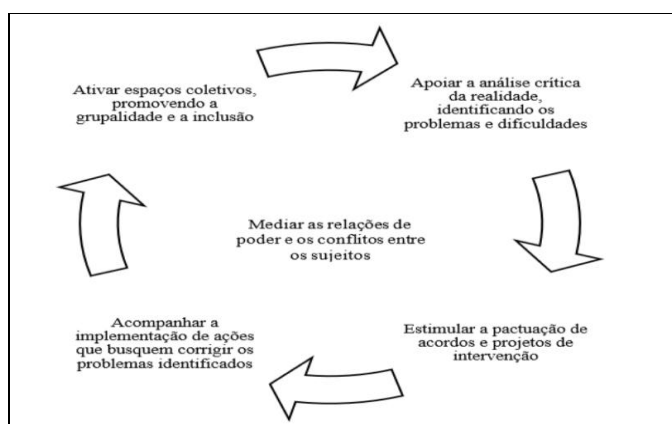 Ativar espaços coletivos,
promovendo a
grupalidade e a inclusão
Apoiar a análise crítica
da realidade,
identificando os
problemas e dificuldades
Mediar as relações de
poder e os conflitos entre
os sujeitos
Acompanhar a
implementação de ações
que busquem corrigir os
problemas identificados
Estimular a pactuação de
acordos e projetos de
intervenção